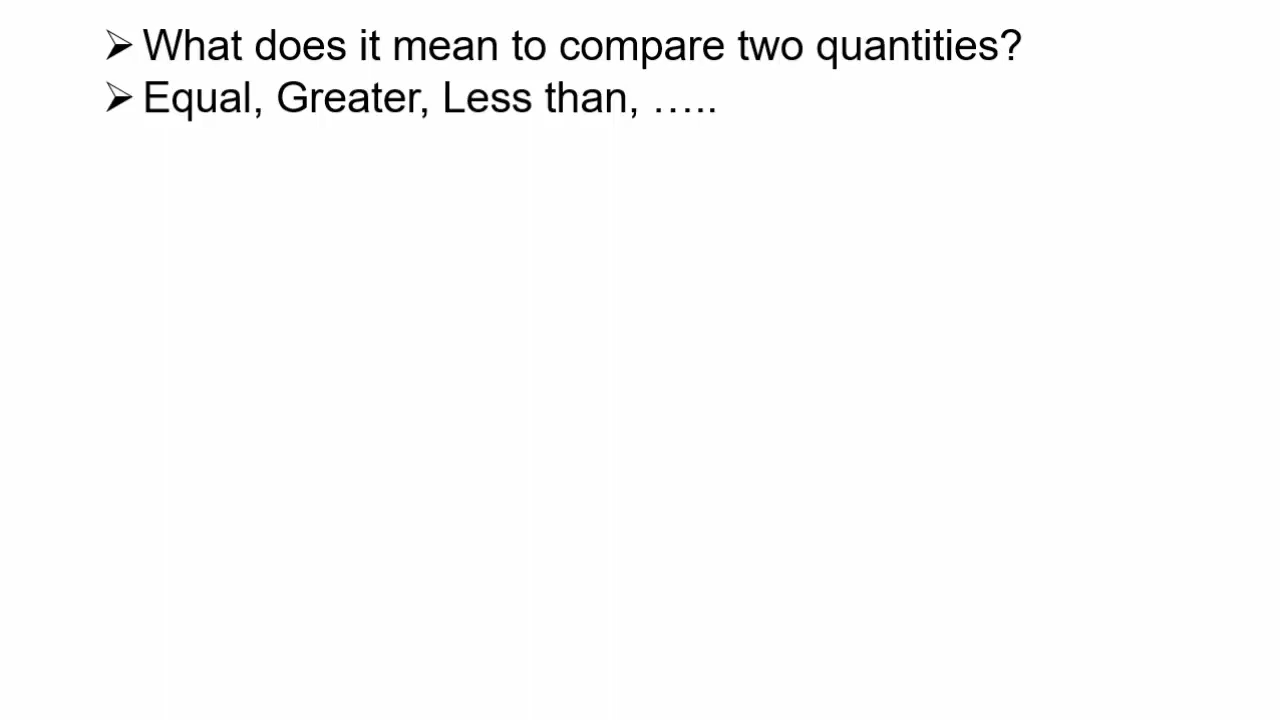 ➢ What does it mean to compare two quantities?
➢ Equal, Greater, Less than, …..